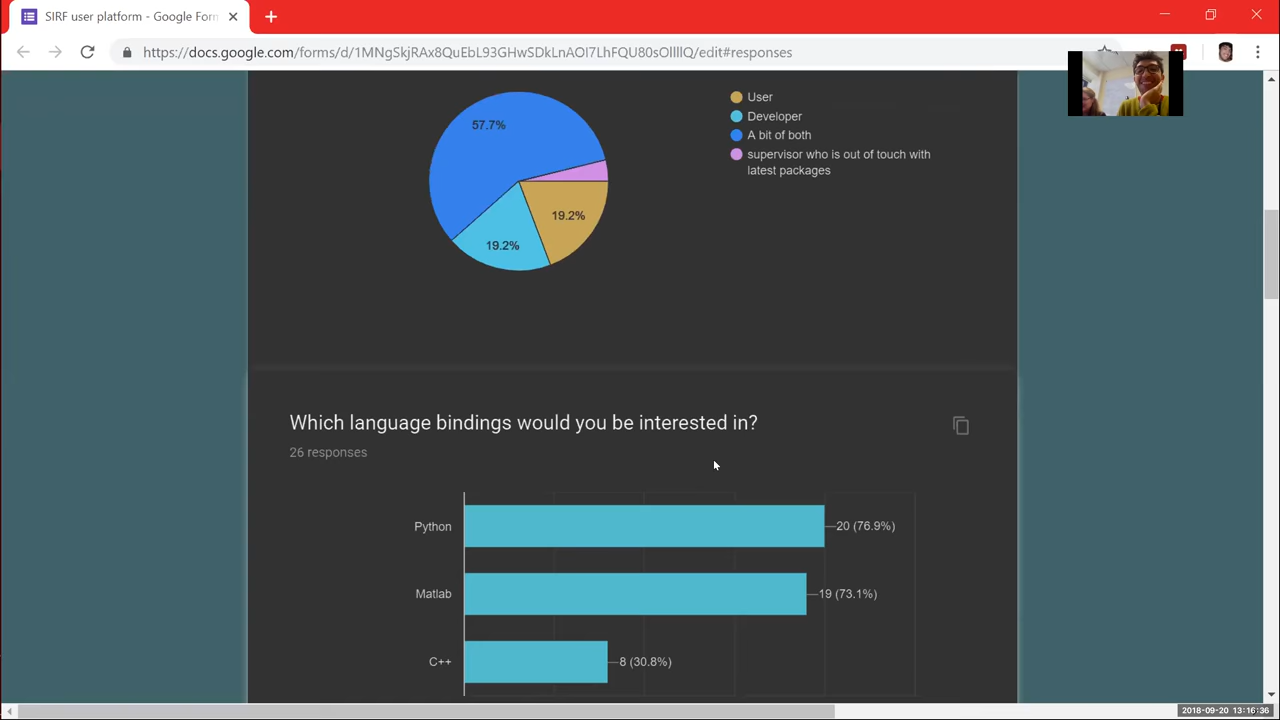 SIRF user platform - Google For
https://docs.google.com/forms/d/1MNgSkjRAx8QuEbL93GHwSDkLnAO!7LhFQU80sOllllQ/edit#responses
57.7%
19.2%
19.2%
User
Developer
A bit of both
supervisor who is out of touch with
latest packages
Which language bindings would you be interested in?
26 responses
Python
20 (76.9%)
Matlab
19 (73.1%)
C++
8 (30.8%)
2018-09-20 13:16:36